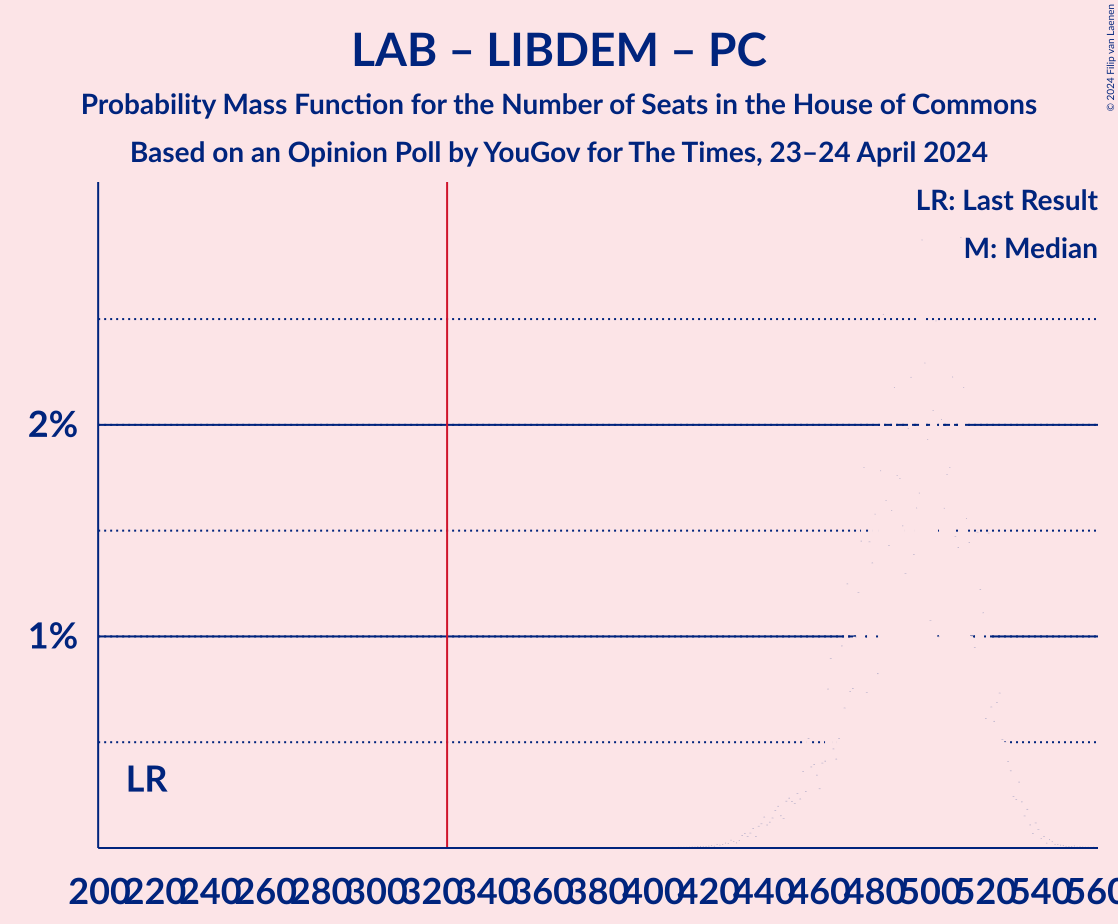 LAB – LIBDEM – PC
Probability Mass Function for the Number of Seats in the House of Commons
Based on an Opinion Poll by YouGov for The Times, 23–24 April 2024
© 2024 Filip van Laenen
LR: Last Result
M: Median
2%
1%
LR
200 220 240 260 280 300 320 340 360 380 400 420 440 460 480 500 520 540 560